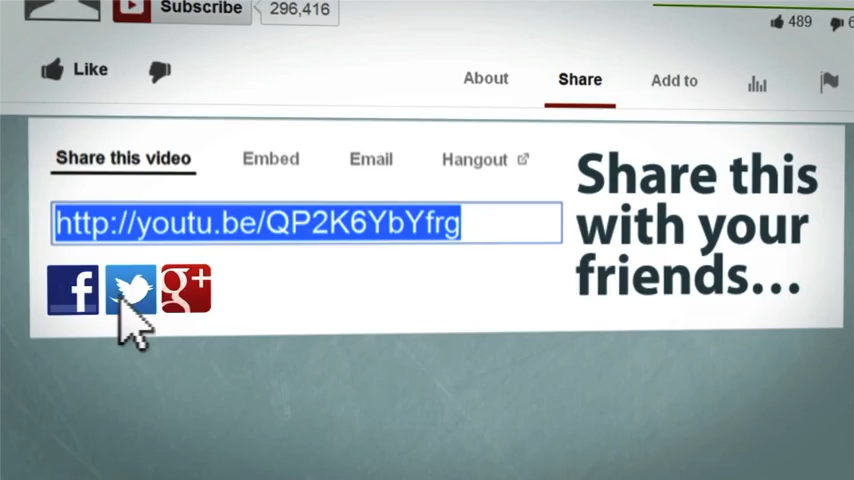 Subscribe
296,416
489
Like
About
Share
Add to
Share this video
Embed
Email
Hangout
http://youtu.be/QP2K6YbYfrg
f
g+
Share this
with your
friends...